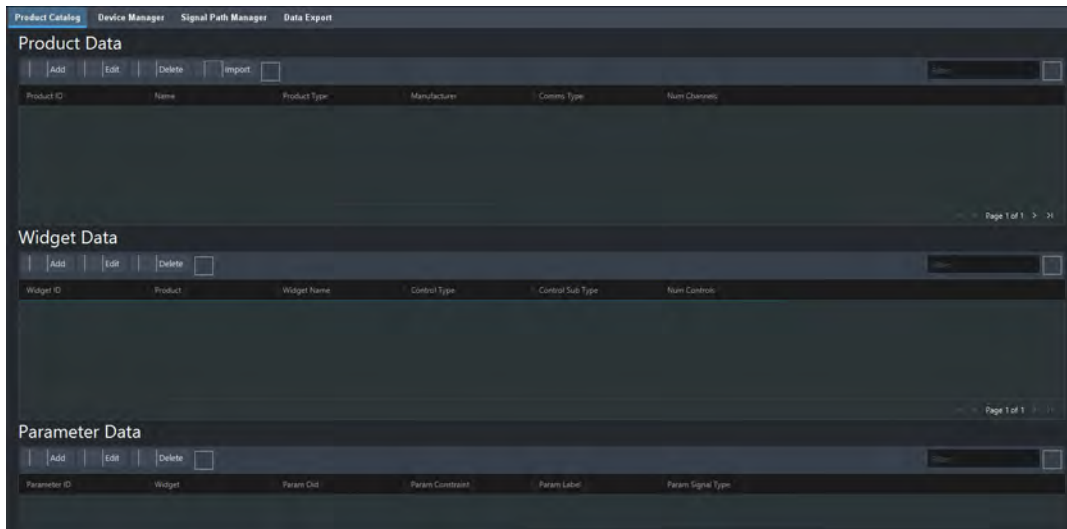 Product Catalog Device Manager Signal Path Manager Data Export
Product Data
Add Edit Delete Import Filter
Product ID Name Product Type Manufacturer Comms Type Num Channels
Page 1 of 1
Widget Data
Add Edit Delete Filter
Widget ID Product Widget Name Control Type Control Sub Type Num Controls
Page 1 of 1
Parameter Data
Add Edit Delete Filter
Parameter ID Widget Param Oid Param Constraint Param Label Param Signal Type